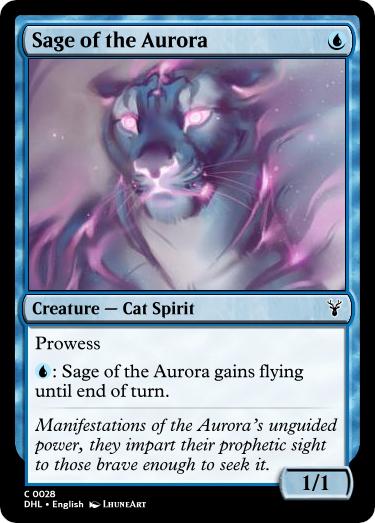 Sage of the Aurora
Creature — Cat Spirit
Prowess
: Sage of the Aurora gains flying
until end of turn.
Manifestations of the Aurora's unguided
power, they impart their prophetic sight
to those brave enough to seek it.
1/1
C 0028
DHL • English LhuneArt